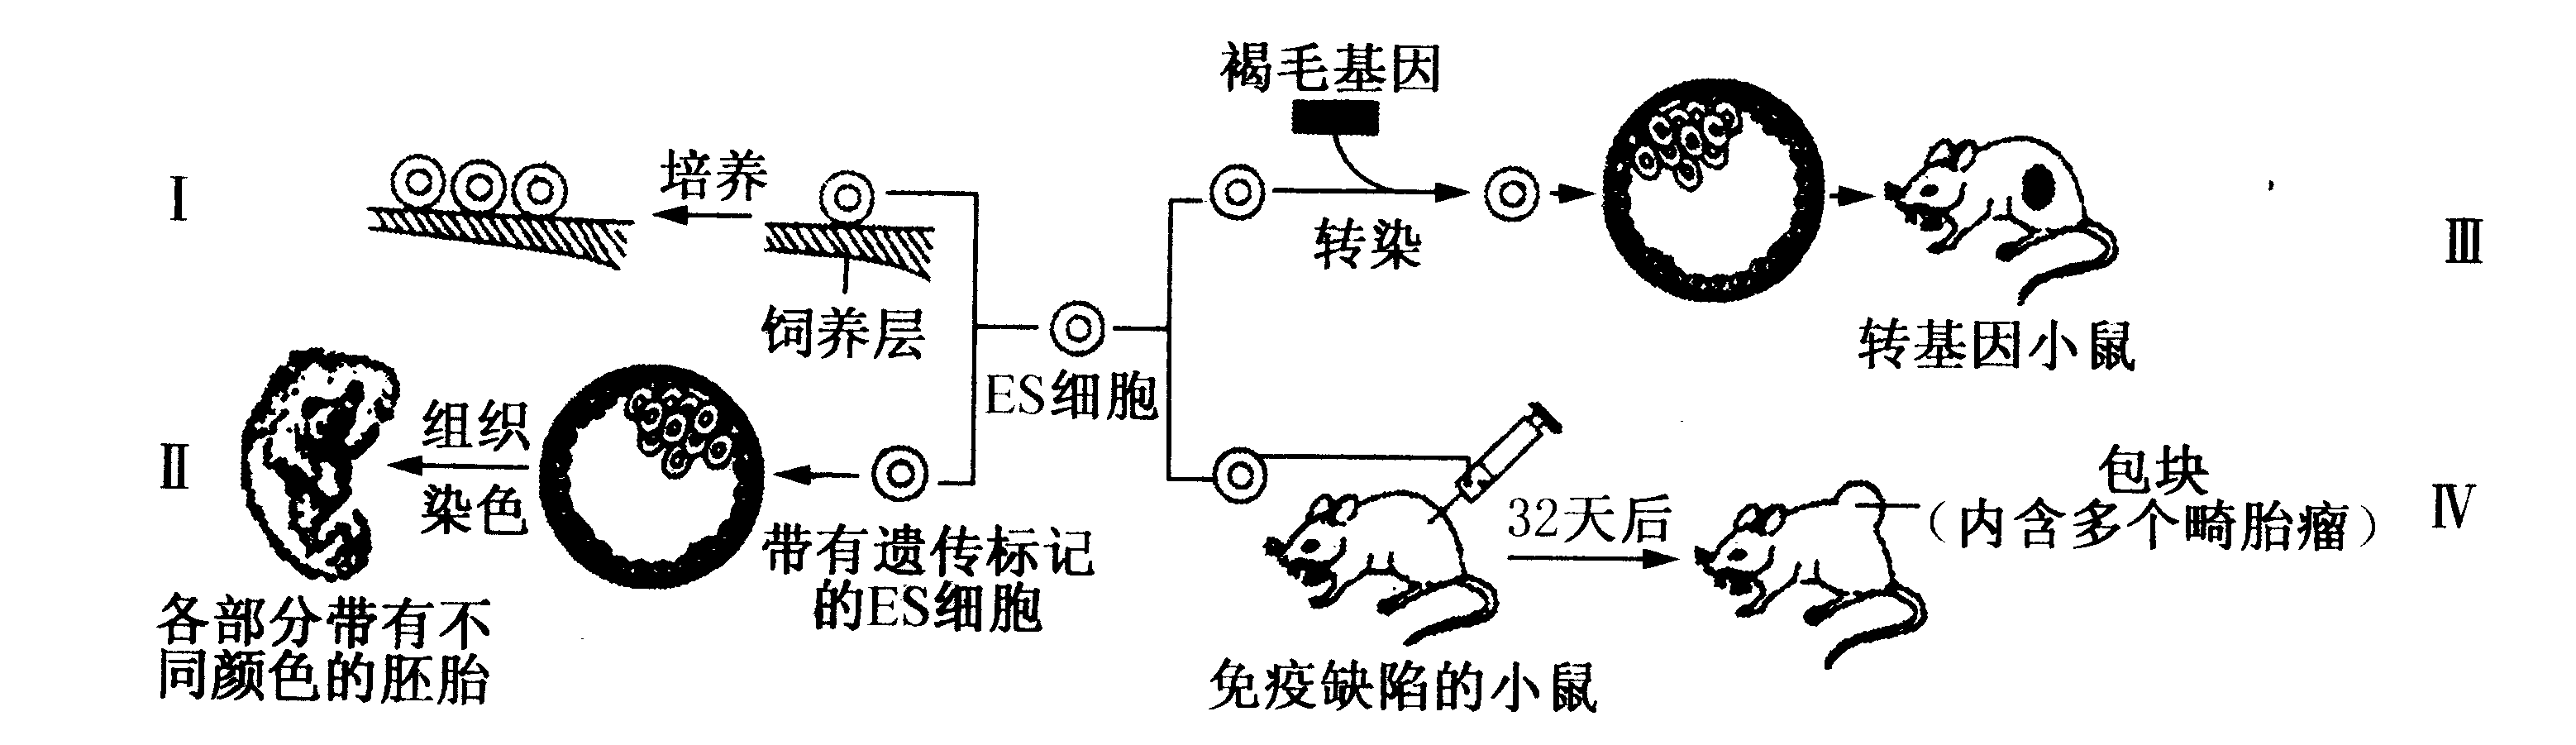 Ⅰ
培养
饲养层
ES细胞
褐毛基因
转染
转基因小鼠
Ⅲ
Ⅱ
组织
染色
各部分带有不
同颜色的胚胎
带有遗传标记
的ES细胞
免疫缺陷的小鼠
32天后
包块
（内含多个畸胎瘤）
Ⅳ